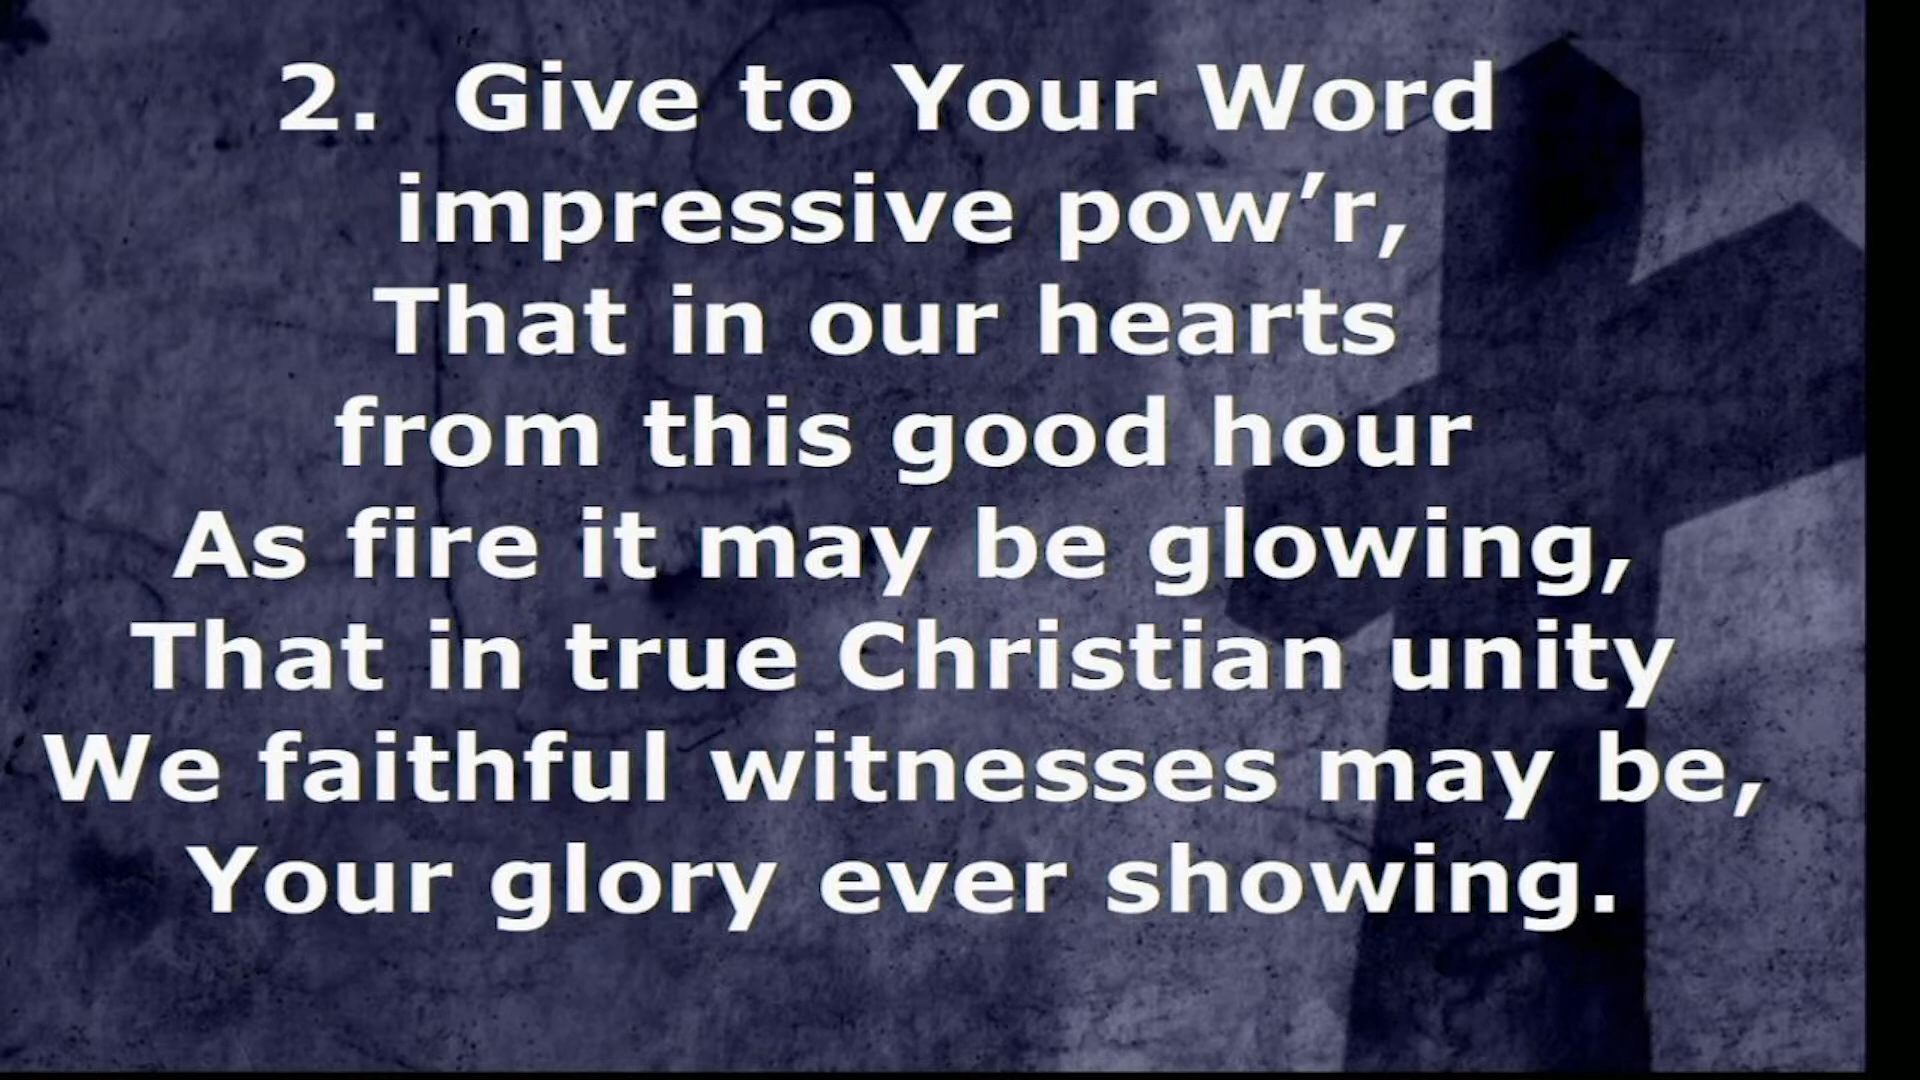 2. Give to Your Word
impressive pow’r,
That in our hearts
from this good hour
As fire it may be glowing,
That in true Christian unity
We faithful witnesses may be,
Your glory ever showing.